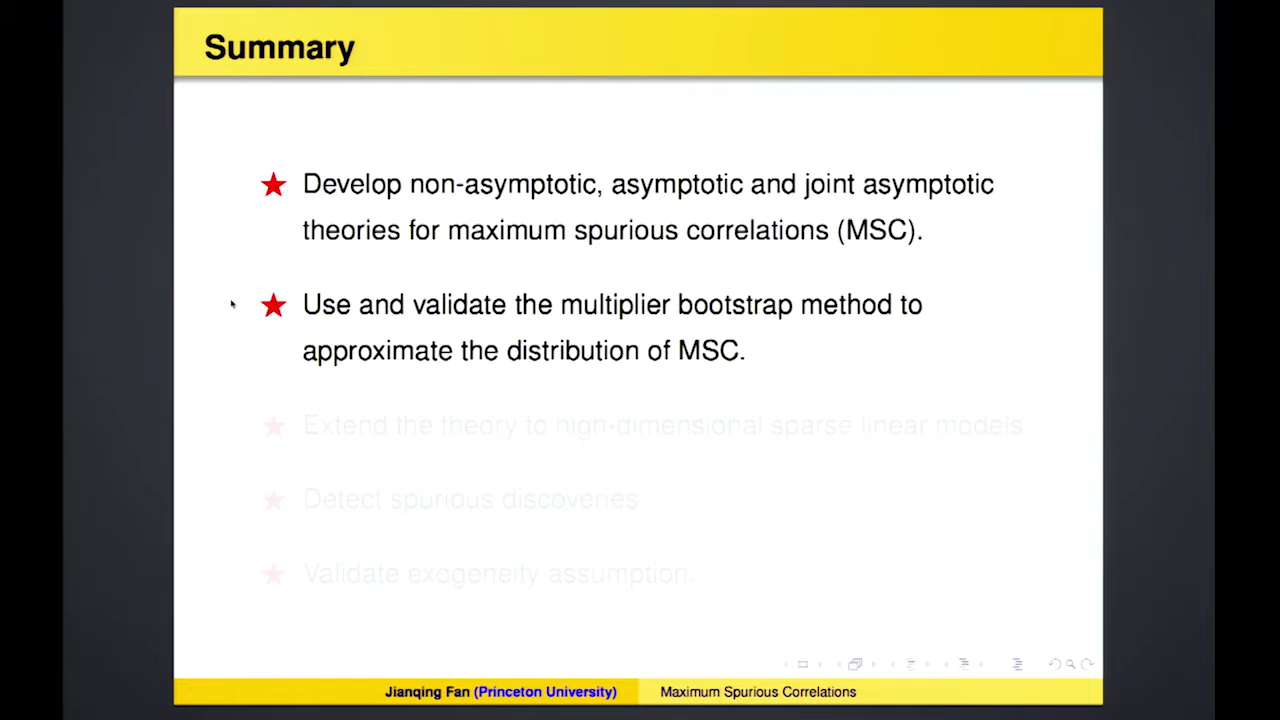 Summary
Develop non-asymptotic, asymptotic and joint asymptotic
theories for maximum spurious correlations (MSC).
Use and validate the multiplier bootstrap method to
approximate the distribution of MSC.
Extend the theory to high-dimensional sparse linear models
Detect spurious discoveries
Validate exogeneity assumption.
Jianqing Fan (Princeton University) Maximum Spurious Correlations